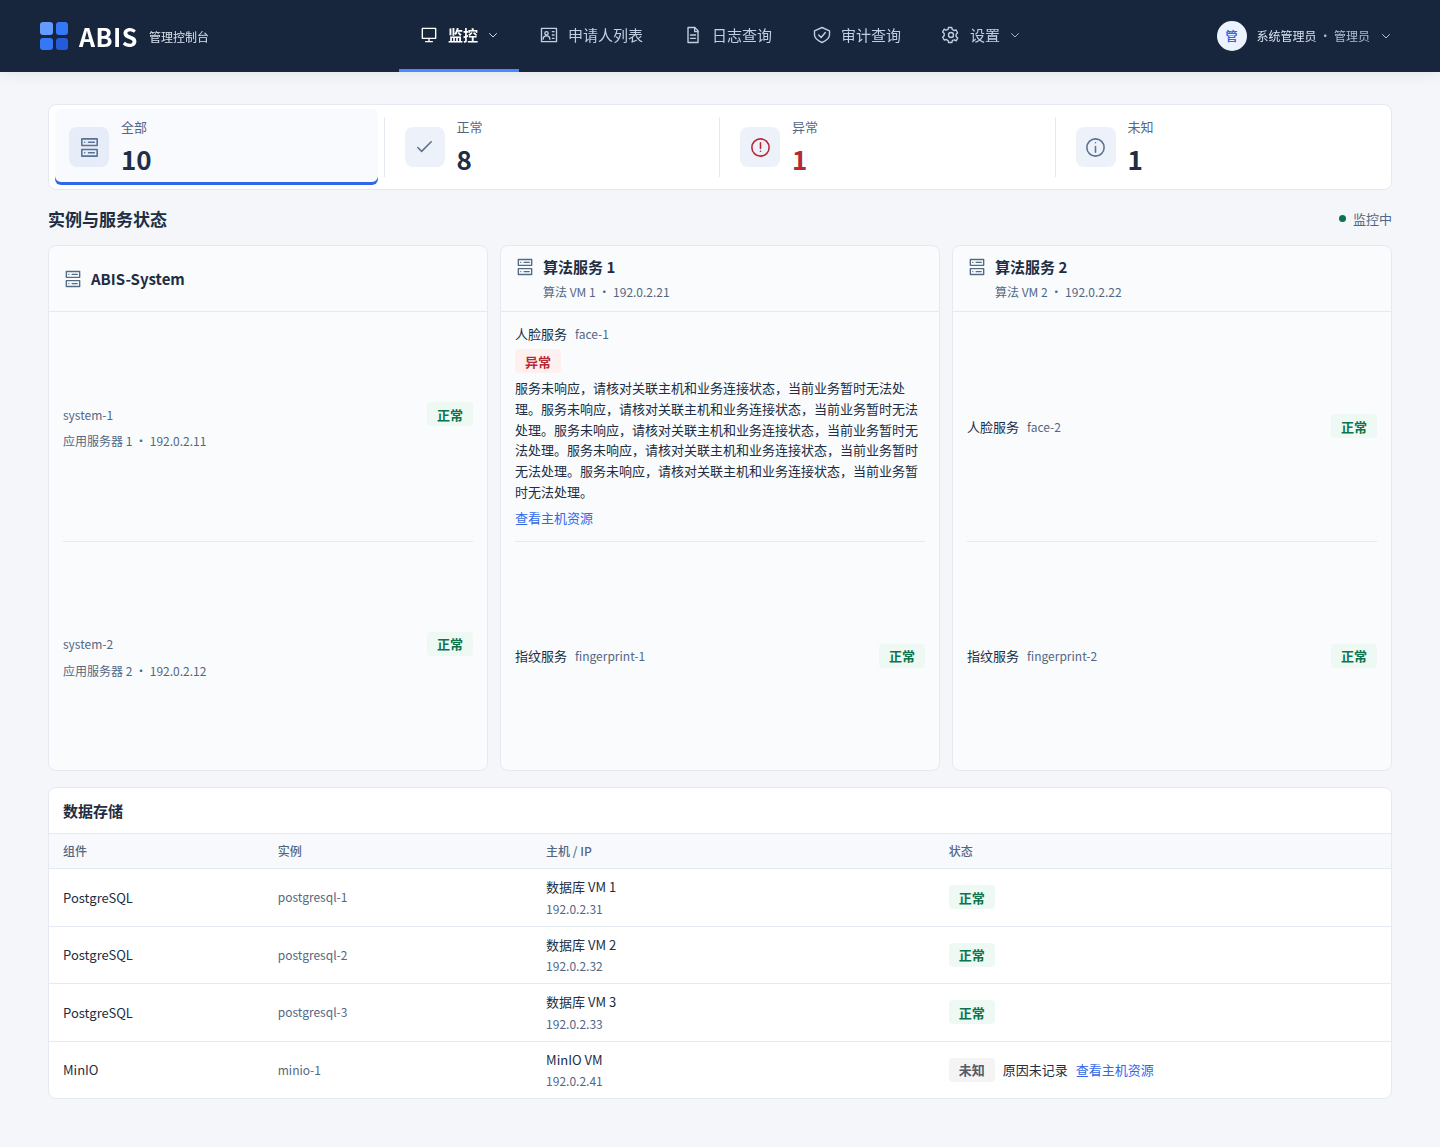 ABIS 管理控制台 监控 申请人列表 日志查询 审计查询 设置 管 系统管理员 · 管理员
全部
10
正常
8
异常
1
未知
1
实例与服务状态 监控中
ABIS-System
system-1 正常
应用服务器 1 · 192.0.2.11
system-2 正常
应用服务器 2 · 192.0.2.12
算法服务 1
算法 VM 1 · 192.0.2.21
人脸服务 face-1
异常
服务未响应，请核对关联主机和业务连接状态，当前业务暂时无法处
理。服务未响应，请核对关联主机和业务连接状态，当前业务暂时无法
处理。服务未响应，请核对关联主机和业务连接状态，当前业务暂时无
法处理。服务未响应，请核对关联主机和业务连接状态，当前业务暂时
无法处理。服务未响应，请核对关联主机和业务连接状态，当前业务暂
时无法处理。
查看主机资源
指纹服务 fingerprint-1 正常
算法服务 2
算法 VM 2 · 192.0.2.22
人脸服务 face-2 正常
指纹服务 fingerprint-2 正常
数据存储
组件 实例 主机 / IP 状态
PostgreSQL postgresql-1 数据库 VM 1 正常
192.0.2.31
PostgreSQL postgresql-2 数据库 VM 2 正常
192.0.2.32
PostgreSQL postgresql-3 数据库 VM 3 正常
192.0.2.33
MinIO minio-1 MinIO VM 未知 原因未记录 查看主机资源
192.0.2.41